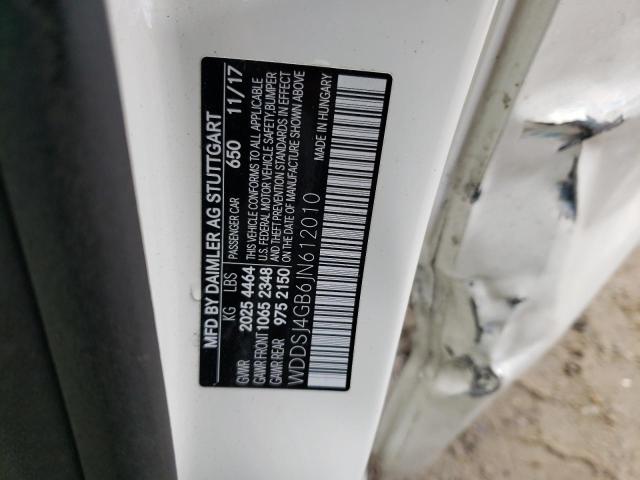 MFD BY DAIMLER AG STUTTGART
PASSENGER CAR 650 11/17
KG LBS
GVWR 2025 4464
GAWR FRONT 1065 2348
GAWR REAR 975 2150
THIS VEHICLE CONFORMS TO ALL APPLICABLE
U.S. FEDERAL MOTOR VEHICLE SAFETY,BUMPER
AND THEFT PREVENTION STANDARDS IN EFFECT
ON THE DATE OF MANUFACTURE SHOWN ABOVE
WDDSJ4GB6JN612010
MADE IN HUNGARY